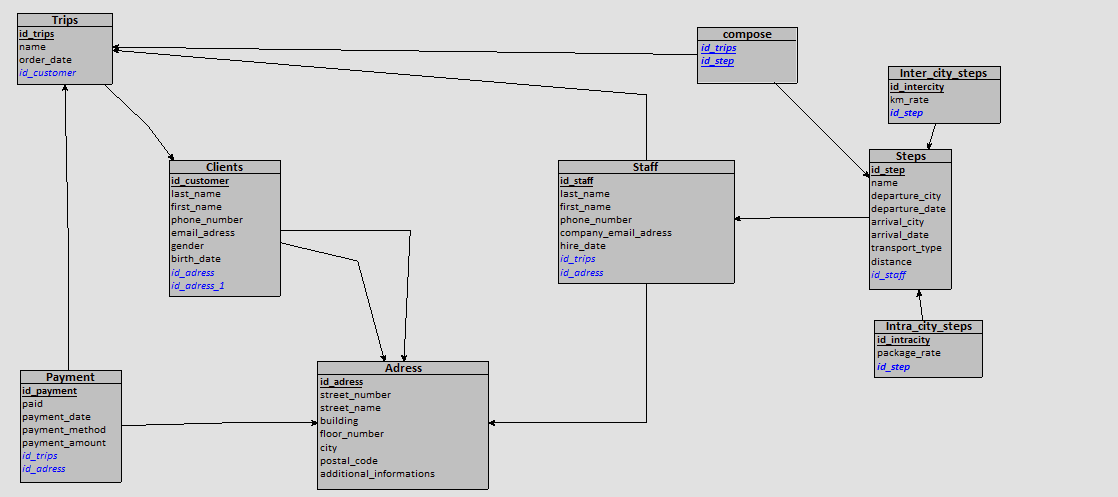 Trips
id_trips
name
order_date
id_customer
compose
id_trips
id_step
Inter_city_steps
id_intercity
km_rate
id_step
Clients
id_customer
last_name
first_name
phone_number
email_adress
gender
birth_date
id_adress
id_adress_1
Staff
id_staff
last_name
first_name
phone_number
company_email_adress
hire_date
id_trips
id_adress
Steps
id_step
name
departure_city
departure_date
arrival_city
arrival_date
transport_type
distance
id_staff
Intra_city_steps
id_intracity
package_rate
id_step
Payment
id_payment
paid
payment_date
payment_method
payment_amount
id_trips
id_adress
Adress
id_adress
street_number
street_name
building
floor_number
city
postal_code
additional_informations